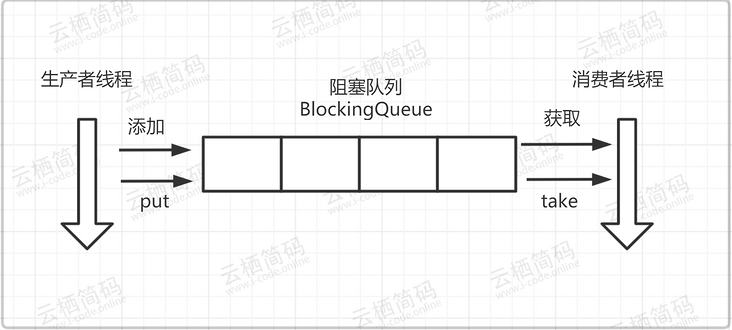 生产者线程
阻塞队列
BlockingQueue
消费者线程
添加
put
获取
take
云栖简码
www.i-code.online